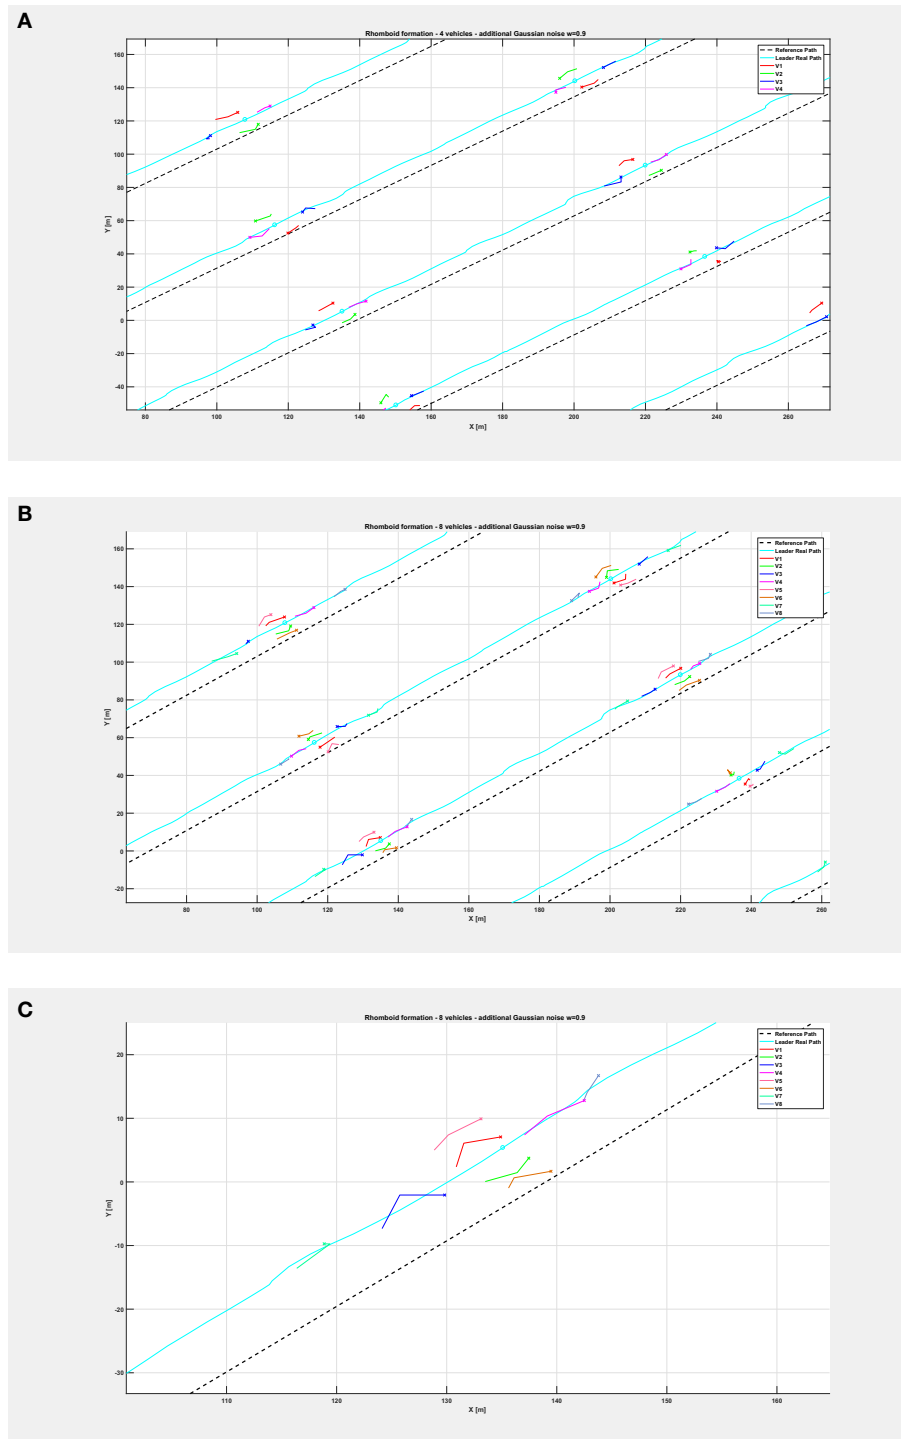 A
Rhomboid formation - 4 vehicles - additional Gaussian noise w=0.9
Reference Path
Leader Real Path
V1
V2
V3
V4
Y [m]
160
140
120
100
80
60
40
20
0
-20
-40
80 100 120 140 160 180 200 220 240 260
X [m]
B
Rhomboid formation - 8 vehicles - additional Gaussian noise w=0.9
Reference Path
Leader Real Path
V1
V2
V3
V4
V5
V6
V7
V8
Y [m]
160
140
120
100
80
60
40
20
0
-20
80 100 120 140 160 180 200 220 240 260
X [m]
C
Rhomboid formation - 8 vehicles - additional Gaussian noise w=0.9
Reference Path
Leader Real Path
V1
V2
V3
V4
V5
V6
V7
V8
Y [m]
20
10
0
-10
-20
-30
110 120 130 140 150 160
X [m]